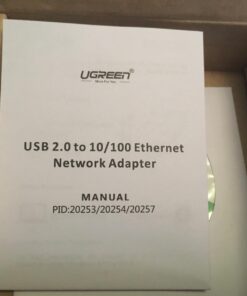 UGREEN
USB 2.0 to 10/100 Ethernet
Network Adapter
MANUAL
PID:20253/20254/20257